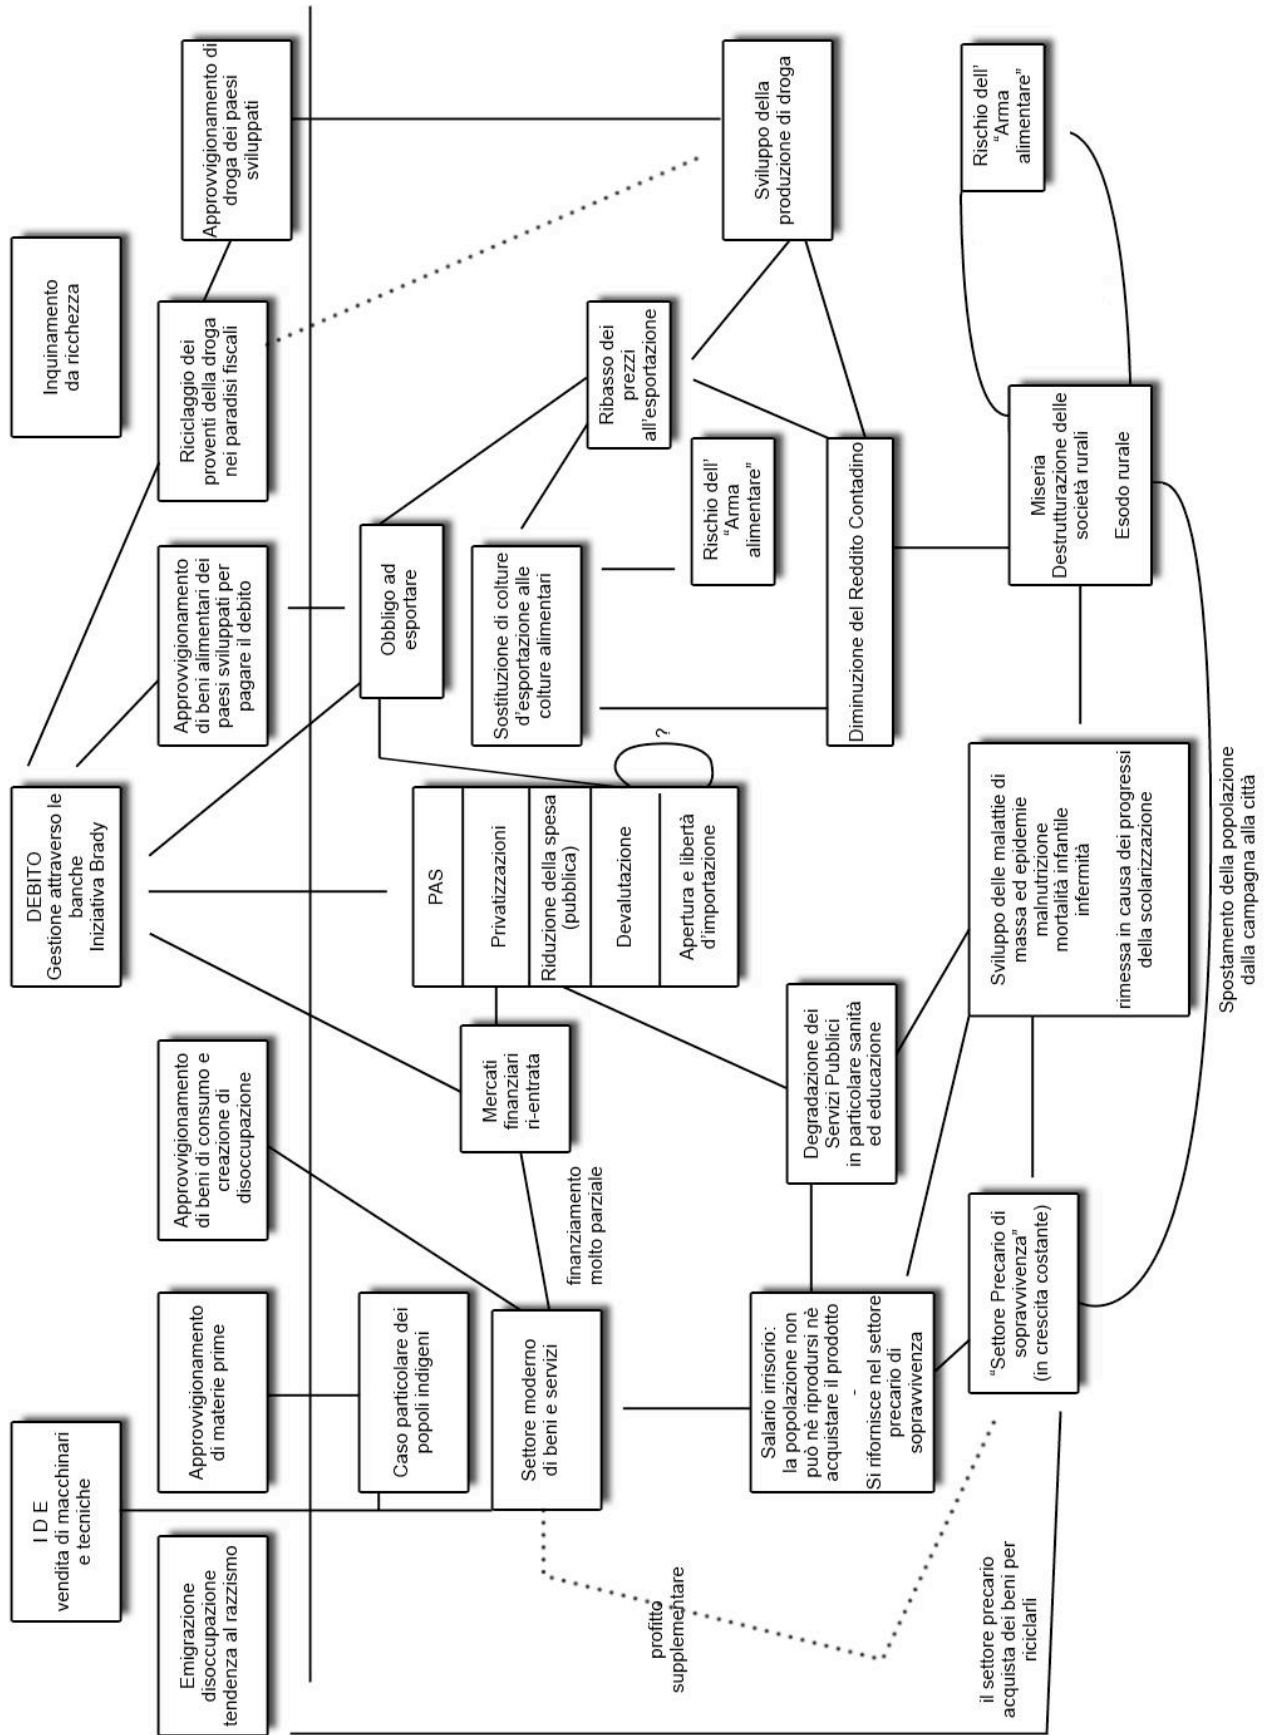 I D E
vendita di macchinari
e tecniche
DEBITO
Gestione attraverso le
banche
Iniziativa Brady
Inquinamento
da ricchezza
Emigrazione
disoccupazione
tendenza al razzismo
Approvvigionamento
di materie prime
Approvvigionamento
di beni di consumo e
creazione di
disoccupazione
Approvvigionamento
di beni alimentari dei
paesi sviluppati per
pagare il debito
Riciclaggio dei
proventi della droga
nei paradisi fiscali
Approvvigionamento di
droga dei paesi
sviluppati
Caso particolare dei
popoli indigeni
Obbligo ad
esportare
Settore moderno
di beni e servizi
Mercati
finanziari
ri-entrata
finanziamento
molto parziale
PAS
Privatizzazioni
Riduzione della spesa
(pubblica)
Devalutazione
Apertura e libertà
d'importazione
?
Sostituzione di colture
d'esportazione alle
colture alimentari
Ribasso dei
prezzi
all'esportazione
Rischio dell'
“Arma
alimentare”
Sviluppo della
produzione di droga
profitto
supplementare
Salario irrisorio:
la popolazione non
può nè riprodursi nè
acquistare il prodotto
-
Si rifornisce nel settore
precario di
sopravvivenza
Degradazione dei
Servizi Pubblici
in particolare sanità
ed educazione
Diminuzione del Reddito Contadino
il settore precario
acquista dei beni per
riciclarli
“Settore Precario di
sopravvivenza”
(in crescita costante)
Sviluppo delle malattie di
massa ed epidemie
malnutrizione
mortalità infantile
infermità
rimessa in causa dei progressi
della scolarizzazione
Miseria
Destrutturazione delle
società rurali
Esodo rurale
Rischio dell'
“Arma
alimentare”
Spostamento della popolazione
dalla campagna alla città